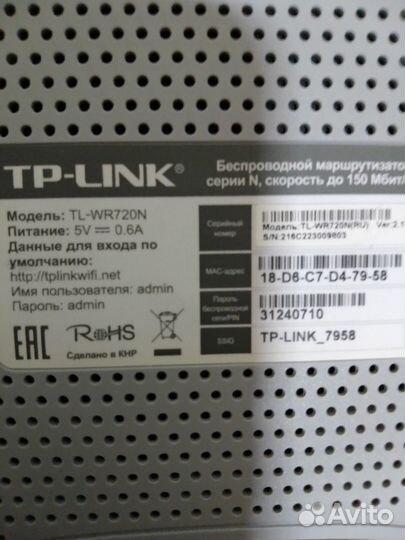 TP-LINK®
Беспроводной маршрутизато
серии N, скорость до 150 Мбит/
Модель: TL-WR720N
Питание: 5V ⎓ 0.6A
Данные для входа по
умолчанию:
http://tplinkwifi.net
Имя пользователя: admin
Пароль: admin
EAC
RoHS
Сделано в КНР
Серийный
номер
Модель:TL-WR720N(RU) Ver:2.1
S/N:216C223009803
MAC-адрес
18-D6-C7-D4-79-58
Пароль
беспроводной
сети/PIN
31240710
SSID
TP-LINK_7958
Avito